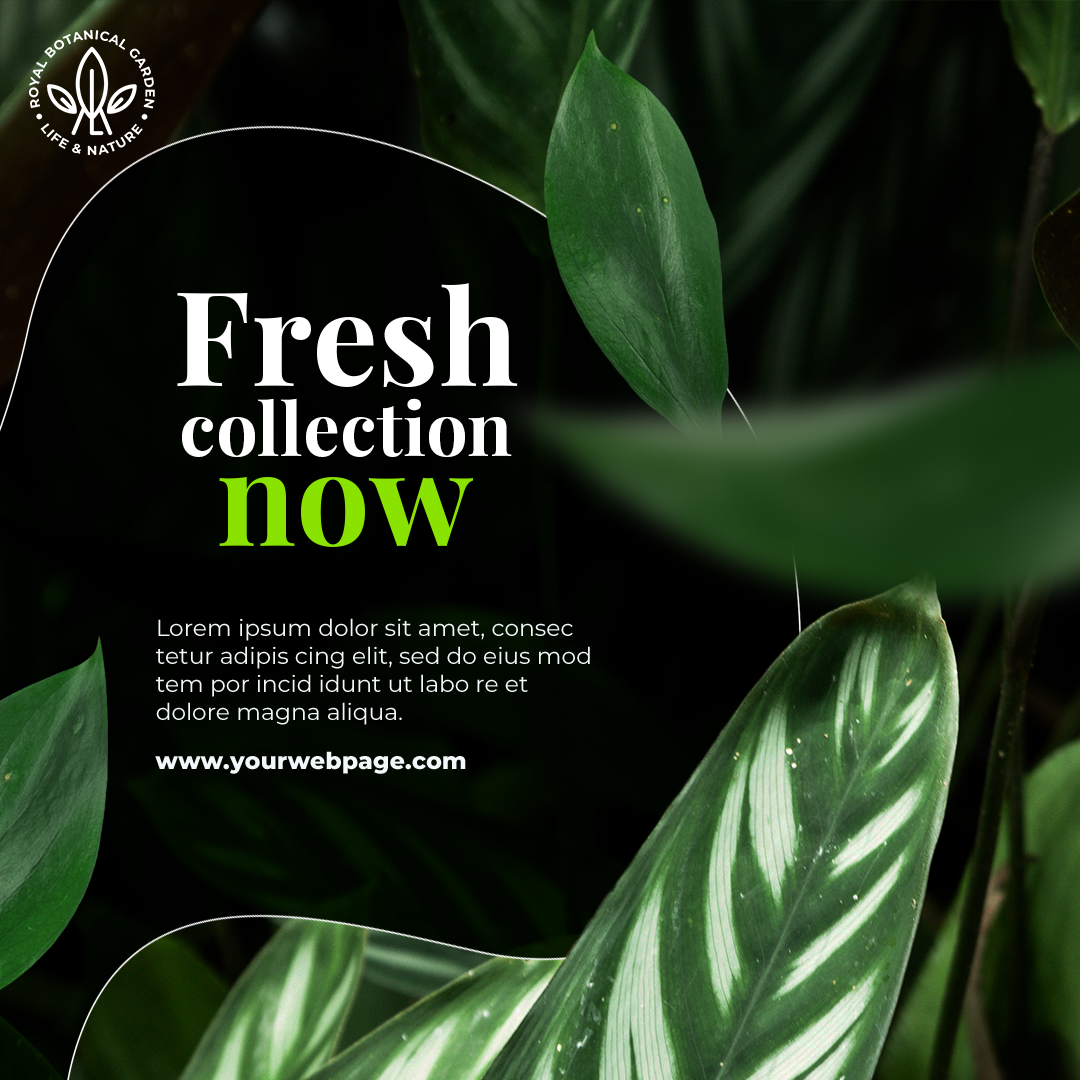 ROYAL BOTANICAL GARDEN
• LIFE & NATURE •
Fresh
collection
now
Lorem ipsum dolor sit amet, consec
tetur adipis cing elit, sed do eius mod
tem por incid idunt ut labo re et
dolore magna aliqua.
www.yourwebpage.com